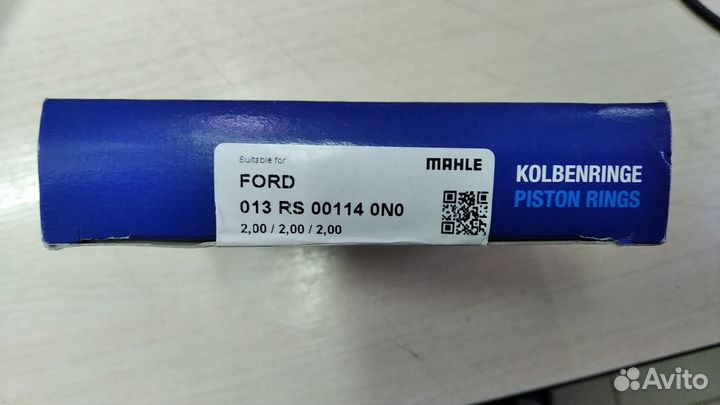 Suitable for
MAHLE
FORD
013 RS 00114 0N0
2,00 / 2,00 / 2,00
KOLBENRINGE
PISTON RINGS
Avito